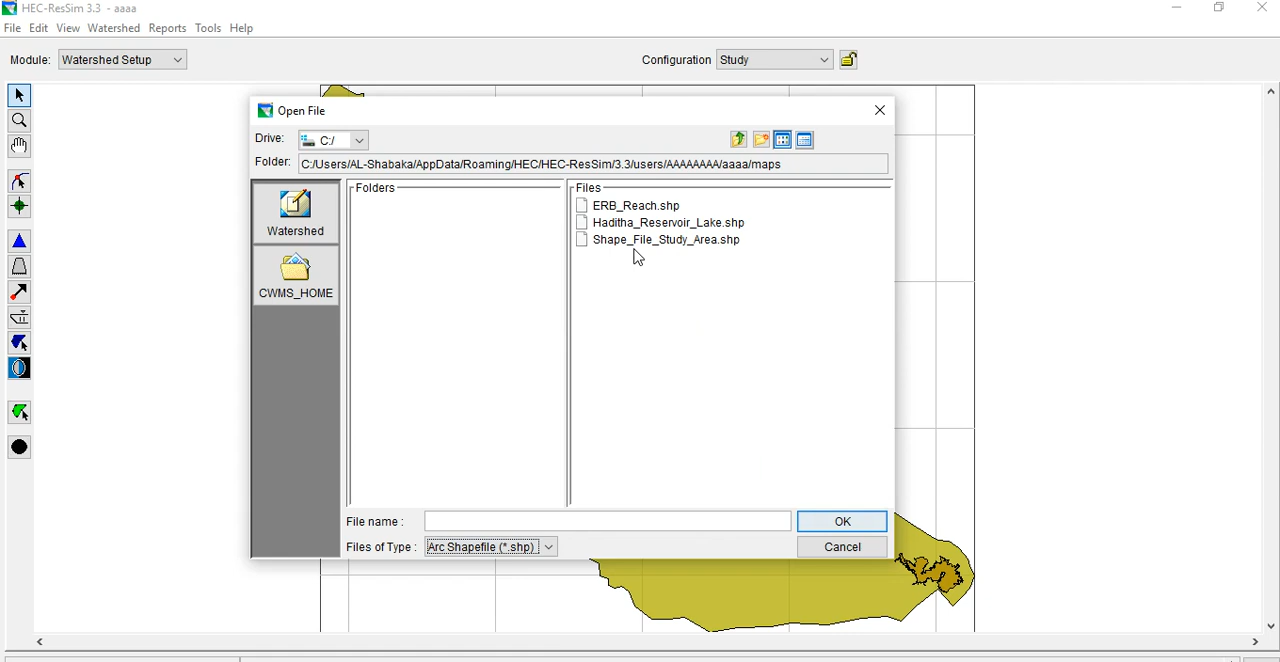 HEC-ResSim 3.3 - aaaa
File Edit View Watershed Reports Tools Help
Module: Watershed Setup Configuration Study
Open File
Drive: C:/
Folder: C:/Users/AL-Shabaka/AppData/Roaming/HEC/HEC-ResSim/3.3/users/AAAAAAAA/aaaa/maps
Folders Files
Watershed
CWMS_HOME
ERB_Reach.shp
Haditha_Reservoir_Lake.shp
Shape_File_Study_Area.shp
File name : OK
Files of Type : Arc Shapefile (*.shp) Cancel